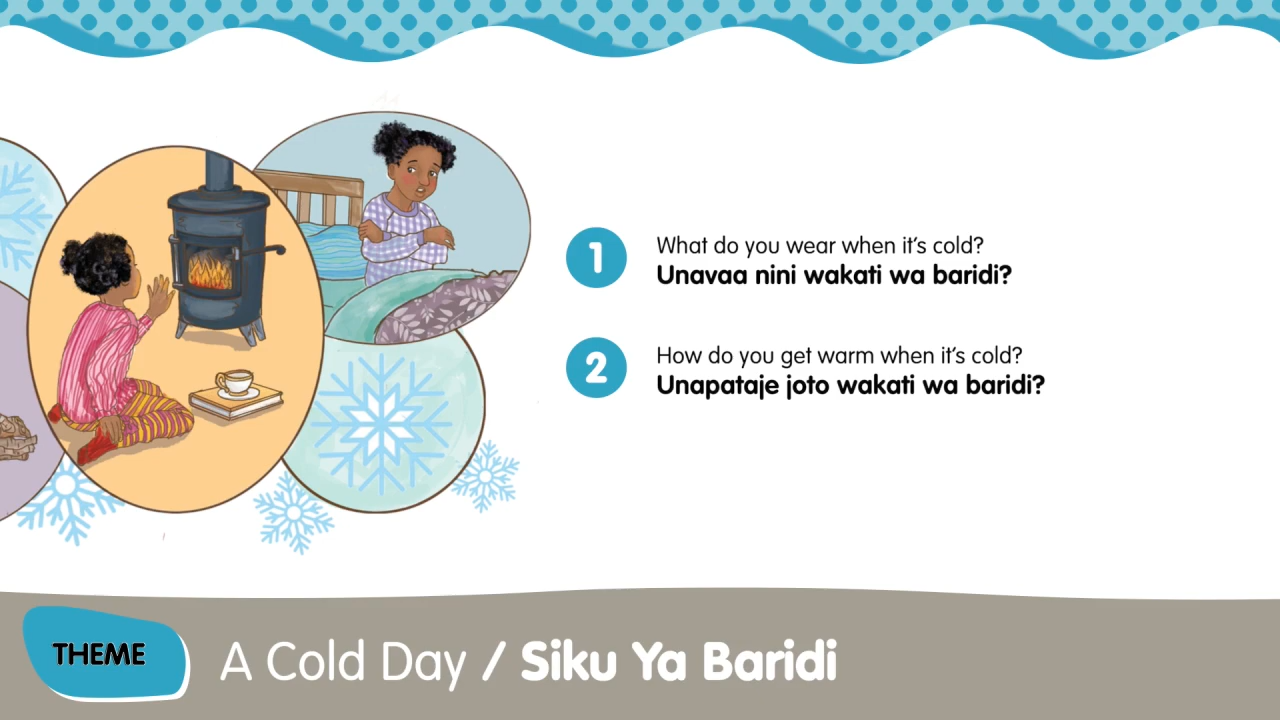 1
What do you wear when it's cold?
Unavaa nini wakati wa baridi?
2
How do you get warm when it's cold?
Unapataje joto wakati wa baridi?
THEME
A Cold Day / Siku Ya Baridi